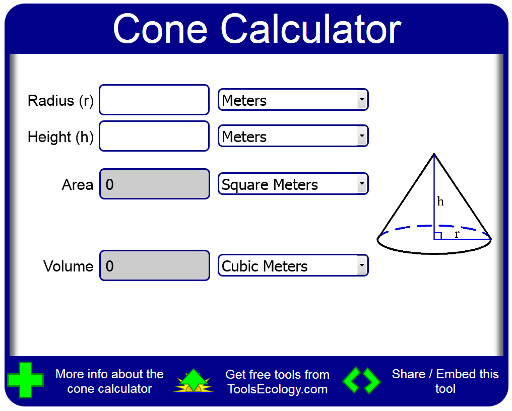 Cone Calculator
Radius (r) Meters
Height (h) Meters
Area 0 Square Meters
h
r
Volume 0 Cubic Meters
More info about the
cone calculator
Get free tools from
ToolsEcology.com
Share / Embed this
tool